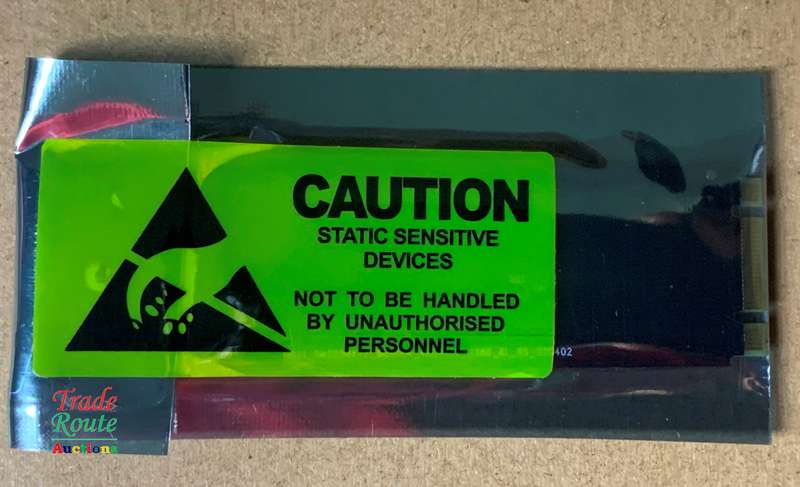 CAUTION
STATIC SENSITIVE
DEVICES
NOT TO BE HANDLED
BY UNAUTHORISED
PERSONNEL
Trade
Route
Auctions